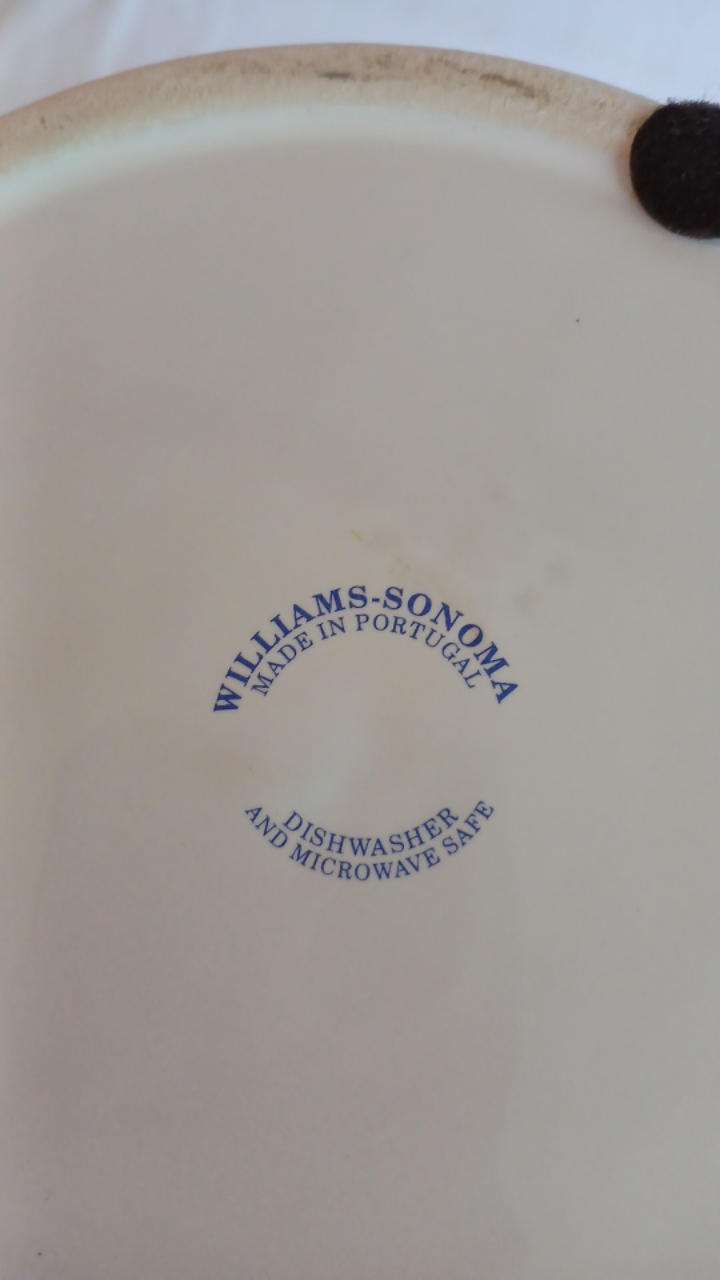 WILLIAMS-SONOMA
MADE IN PORTUGAL
DISHWASHER
AND MICROWAVE SAFE